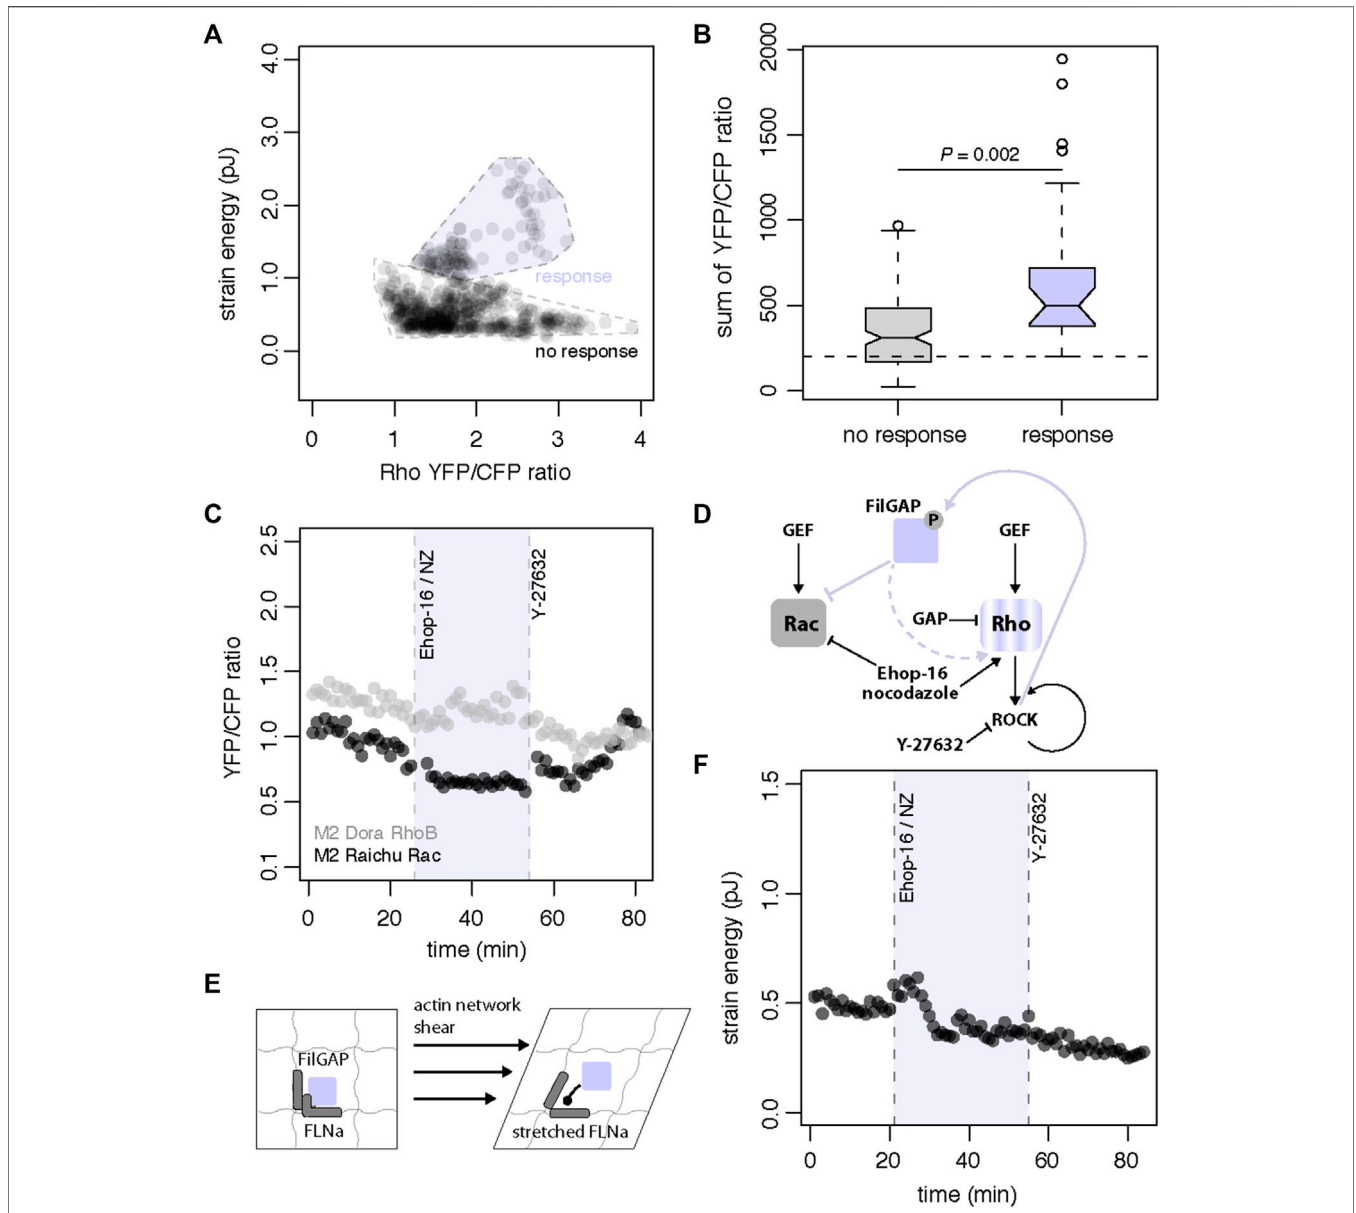 A
strain energy (pJ)
4.0
3.0
2.0
1.0
0.0
response
no response
0 1 2 3 4
Rho YFP/CFP ratio
B
sum of YFP/CFP ratio
2000
1500
1000
500
0
P = 0.002
no response response
C
YFP/CFP ratio
2.5
2.0
1.5
1.0
0.5
0.1
Ehop-16 / NZ
Y-27632
M2 Dora RhoB
M2 Raichu Rac
0 20 40 60 80
time (min)
D
FilGAP
P
GEF
GEF
Rac
GAP
Rho
Ehop-16
nocodazole
ROCK
Y-27632
E
FilGAP
FLNa
actin network
shear
stretched FLNa
F
strain energy (pJ)
1.5
1.0
0.5
0.0
Ehop-16 / NZ
Y-27632
0 20 40 60 80
time (min)